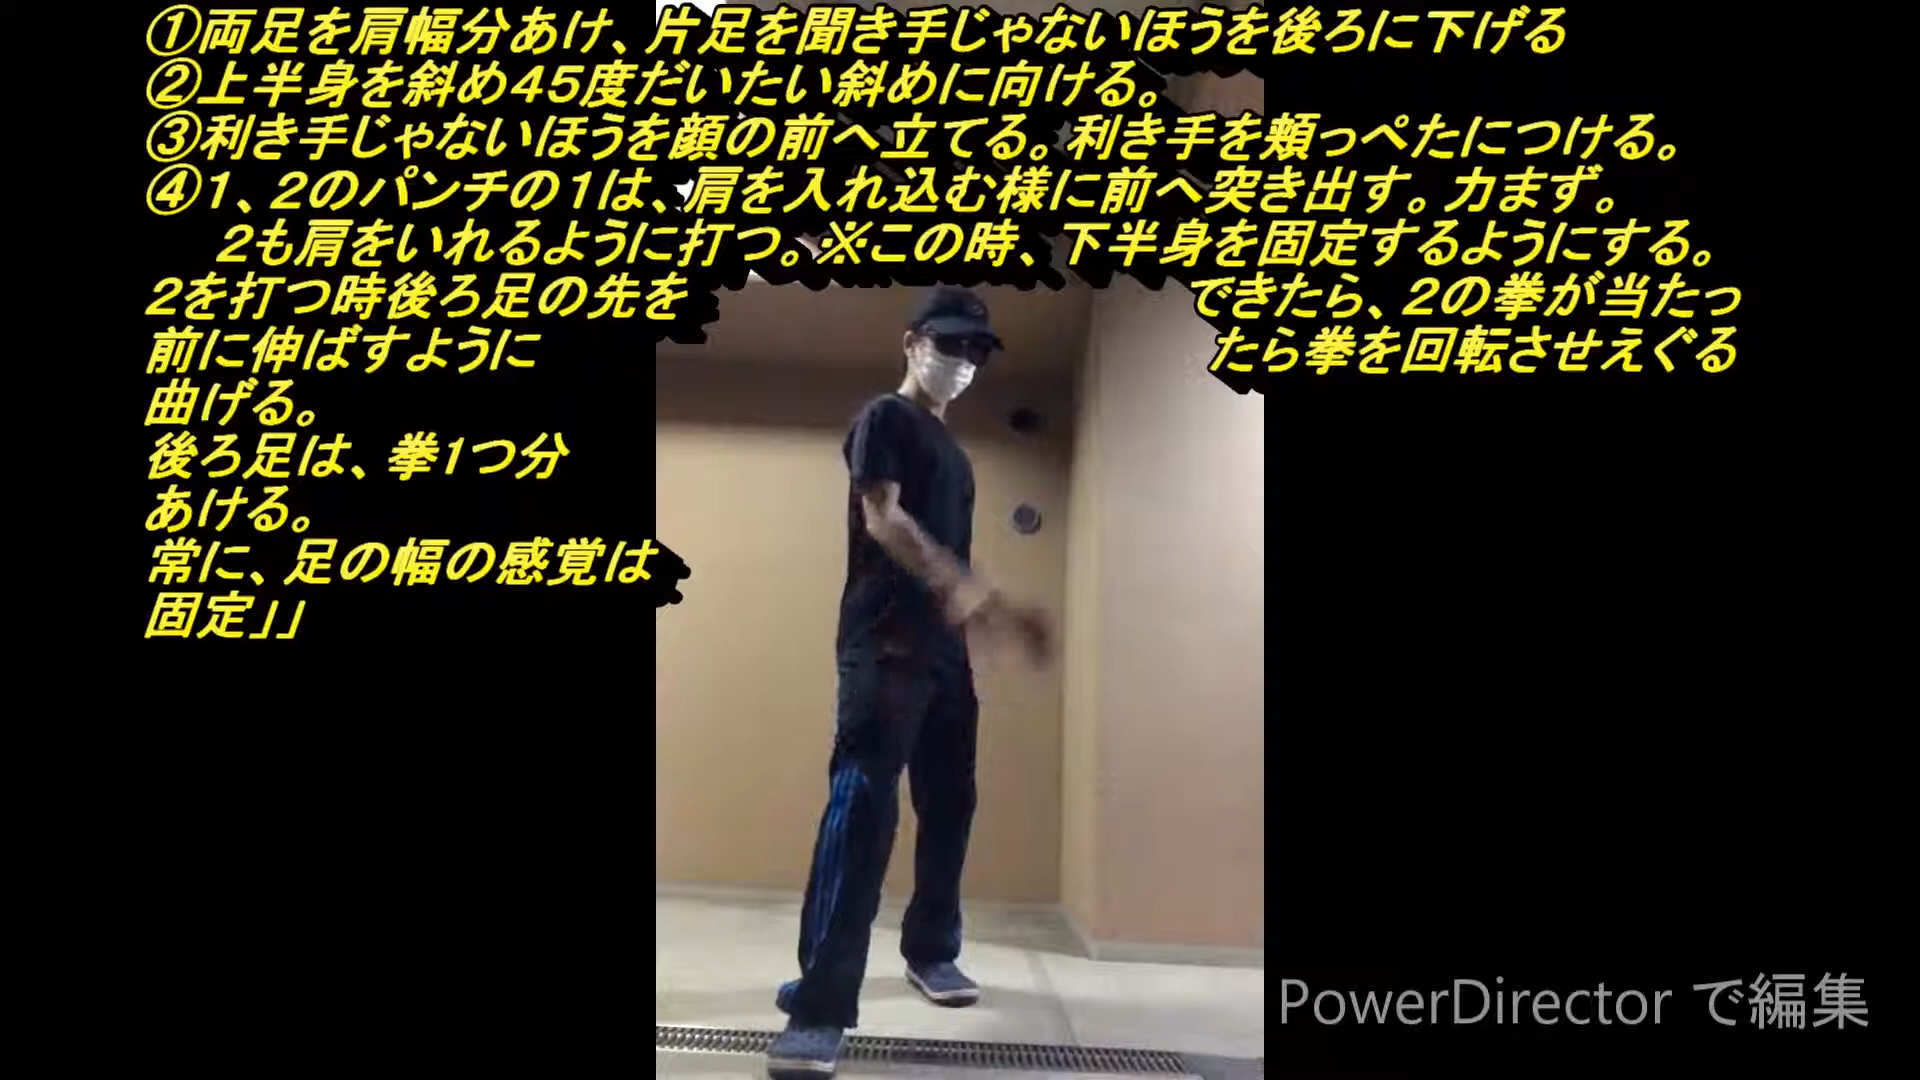 ①両足を肩幅分あけ、片足を聞き手じゃないほうを後ろに下げる
②上半身を斜め４５度だいたい斜めに向ける。
③利き手じゃないほうを顔の前へ立てる。利き手を頬っぺたにつける。
④１、２のパンチの１は、肩を入れ込む様に前へ突き出す。力まず。
２も肩をいれるように打つ。※この時、下半身を固定するようにする。
２を打つ時後ろ足の先を
前に伸ばすように
曲げる。
後ろ足は、拳１つ分
あける。
常に、足の幅の感覚は
固定」」
できたら、２の拳が当たっ
たら拳を回転させえぐる
PowerDirector で編集